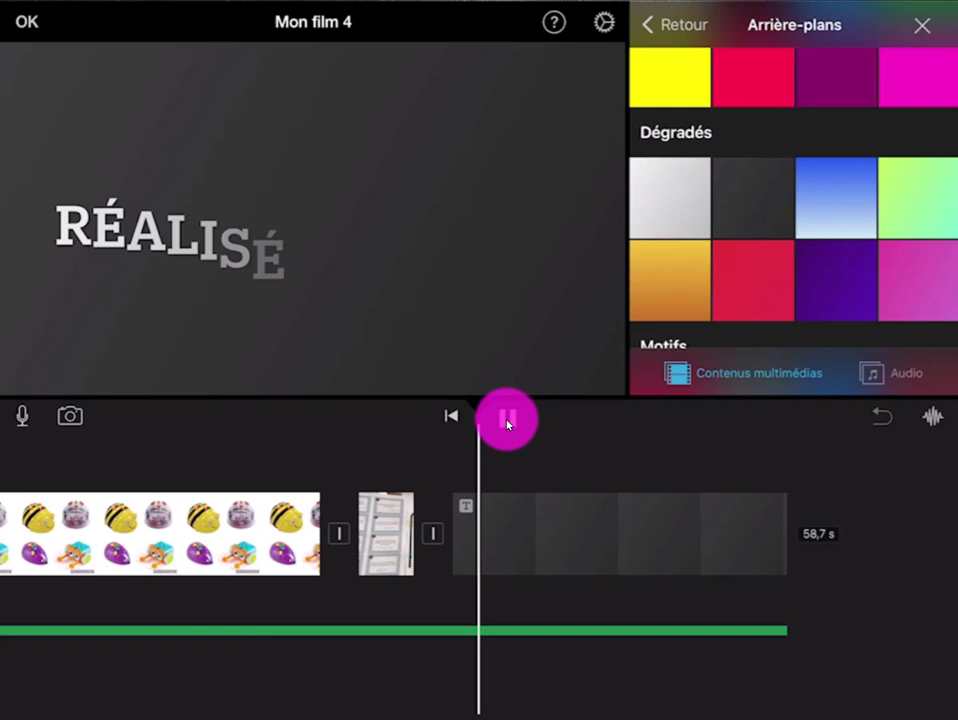 OK
Mon film 4
?
Retour
Arrière-plans
RÉALISÉ
Dégradés
Motifs
Contenus multimédias
Audio
T
58,7 s